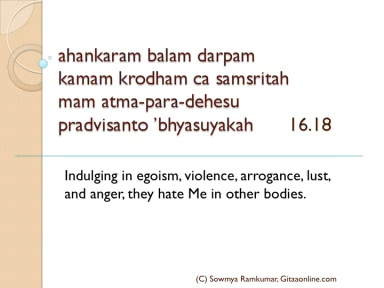 ahankaram balam darpam
kamam krodham ca samsritah
mam atma-para-dehesu
pradvisanto 'bhyasuyakah 16.18
Indulging in egoism, violence, arrogance, lust,
and anger, they hate Me in other bodies.
(C) Sowmya Ramkumar, Gitaaonline.com